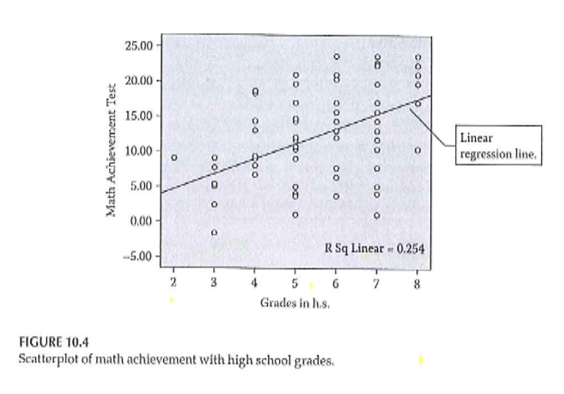 25.00
20.00
15.00
10.00
5.00
0.00
−5.00
Math Achievement Test
Linear
regression line.
R Sq Linear = 0.254
2 3 4 5 6 7 8
Grades in h.s.
FIGURE 10.4
Scatterplot of math achievement with high school grades.